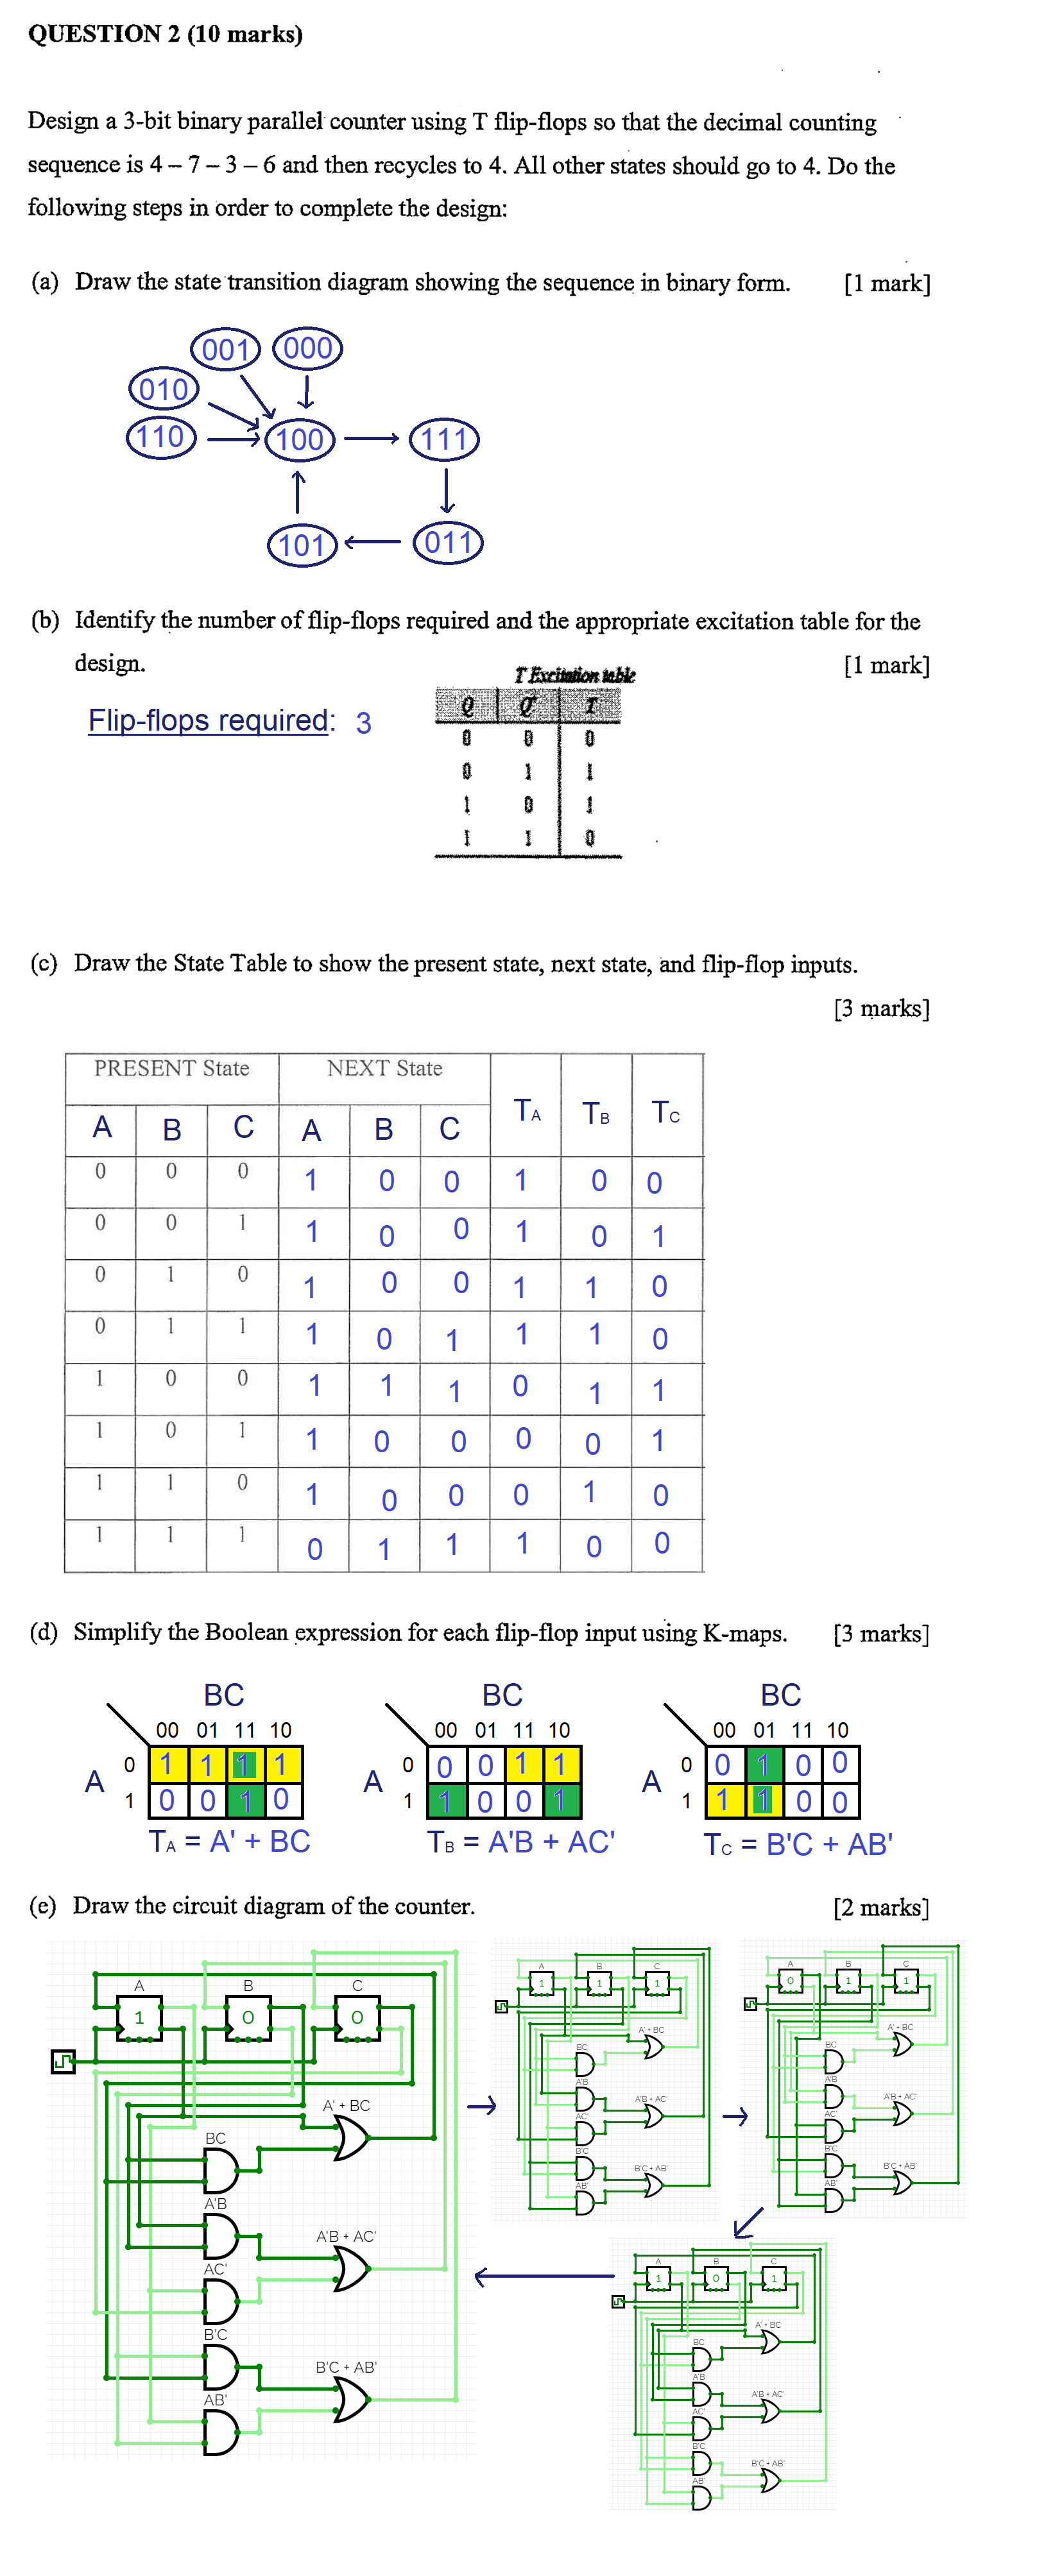 QUESTION 2 (10 marks)
Design a 3-bit binary parallel counter using T flip-flops so that the decimal counting
sequence is 4 – 7 – 3 – 6 and then recycles to 4. All other states should go to 4. Do the
following steps in order to complete the design:
(a) Draw the state transition diagram showing the sequence in binary form. [1 mark]
001 000
010
110 100 111
101 011
(b) Identify the number of flip-flops required and the appropriate excitation table for the
design. [1 mark]
T Excitation table
Flip-flops required: 3
Q Q+ T
0 0 0
0 1 1
1 0 1
1 1 0
(c) Draw the State Table to show the present state, next state, and flip-flop inputs.
[3 marks]
PRESENT State NEXT State TA TB TC
A B C A B C
0 0 0 1 0 0 1 0 0
0 0 1 1 0 0 1 0 1
0 1 0 1 0 0 1 1 0
0 1 1 1 0 1 1 1 0
1 0 0 1 1 1 0 1 1
1 0 1 1 0 0 0 0 1
1 1 0 1 0 0 0 1 0
1 1 1 0 1 1 1 0 0
(d) Simplify the Boolean expression for each flip-flop input using K-maps. [3 marks]
BC BC BC
00 01 11 10 00 01 11 10 00 01 11 10
0 1 1 1 1 0 0 0 1 1 0 0 1 0 0
A A A
1 0 0 1 0 1 1 0 0 1 1 1 1 0 0
TA = A' + BC TB = A'B + AC' TC = B'C + AB'
(e) Draw the circuit diagram of the counter. [2 marks]
A B C
1 0 0
A' + BC
BC
A'B
A'B + AC'
AC'
B'C
B'C + AB'
AB'
A B C
1 1 1
A' + BC
BC
A'B
A'B + AC'
AC'
B'C
B'C + AB'
AB'
A B C
0 1 1
A' + BC
BC
A'B
A'B + AC'
AC'
B'C
B'C + AB'
AB'
A B C
1 0 1
A' + BC
BC
A'B
A'B + AC'
AC'
B'C
B'C + AB'
AB'